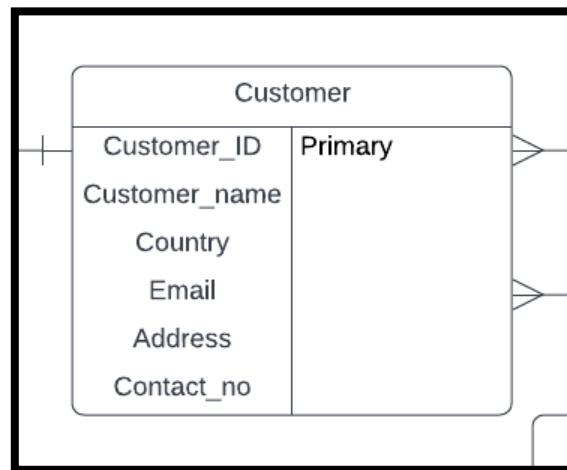 Customer
Customer_ID Primary
Customer_name
Country
Email
Address
Contact_no